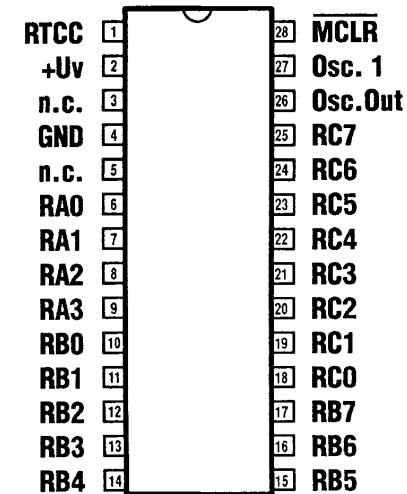 RTCC 1 28 MCLR
+Uv 2 27 Osc. 1
n.c. 3 26 Osc.Out
GND 4 25 RC7
n.c. 5 24 RC6
RA0 6 23 RC5
RA1 7 22 RC4
RA2 8 21 RC3
RA3 9 20 RC2
RB0 10 19 RC1
RB1 11 18 RC0
RB2 12 17 RB7
RB3 13 16 RB6
RB4 14 15 RB5